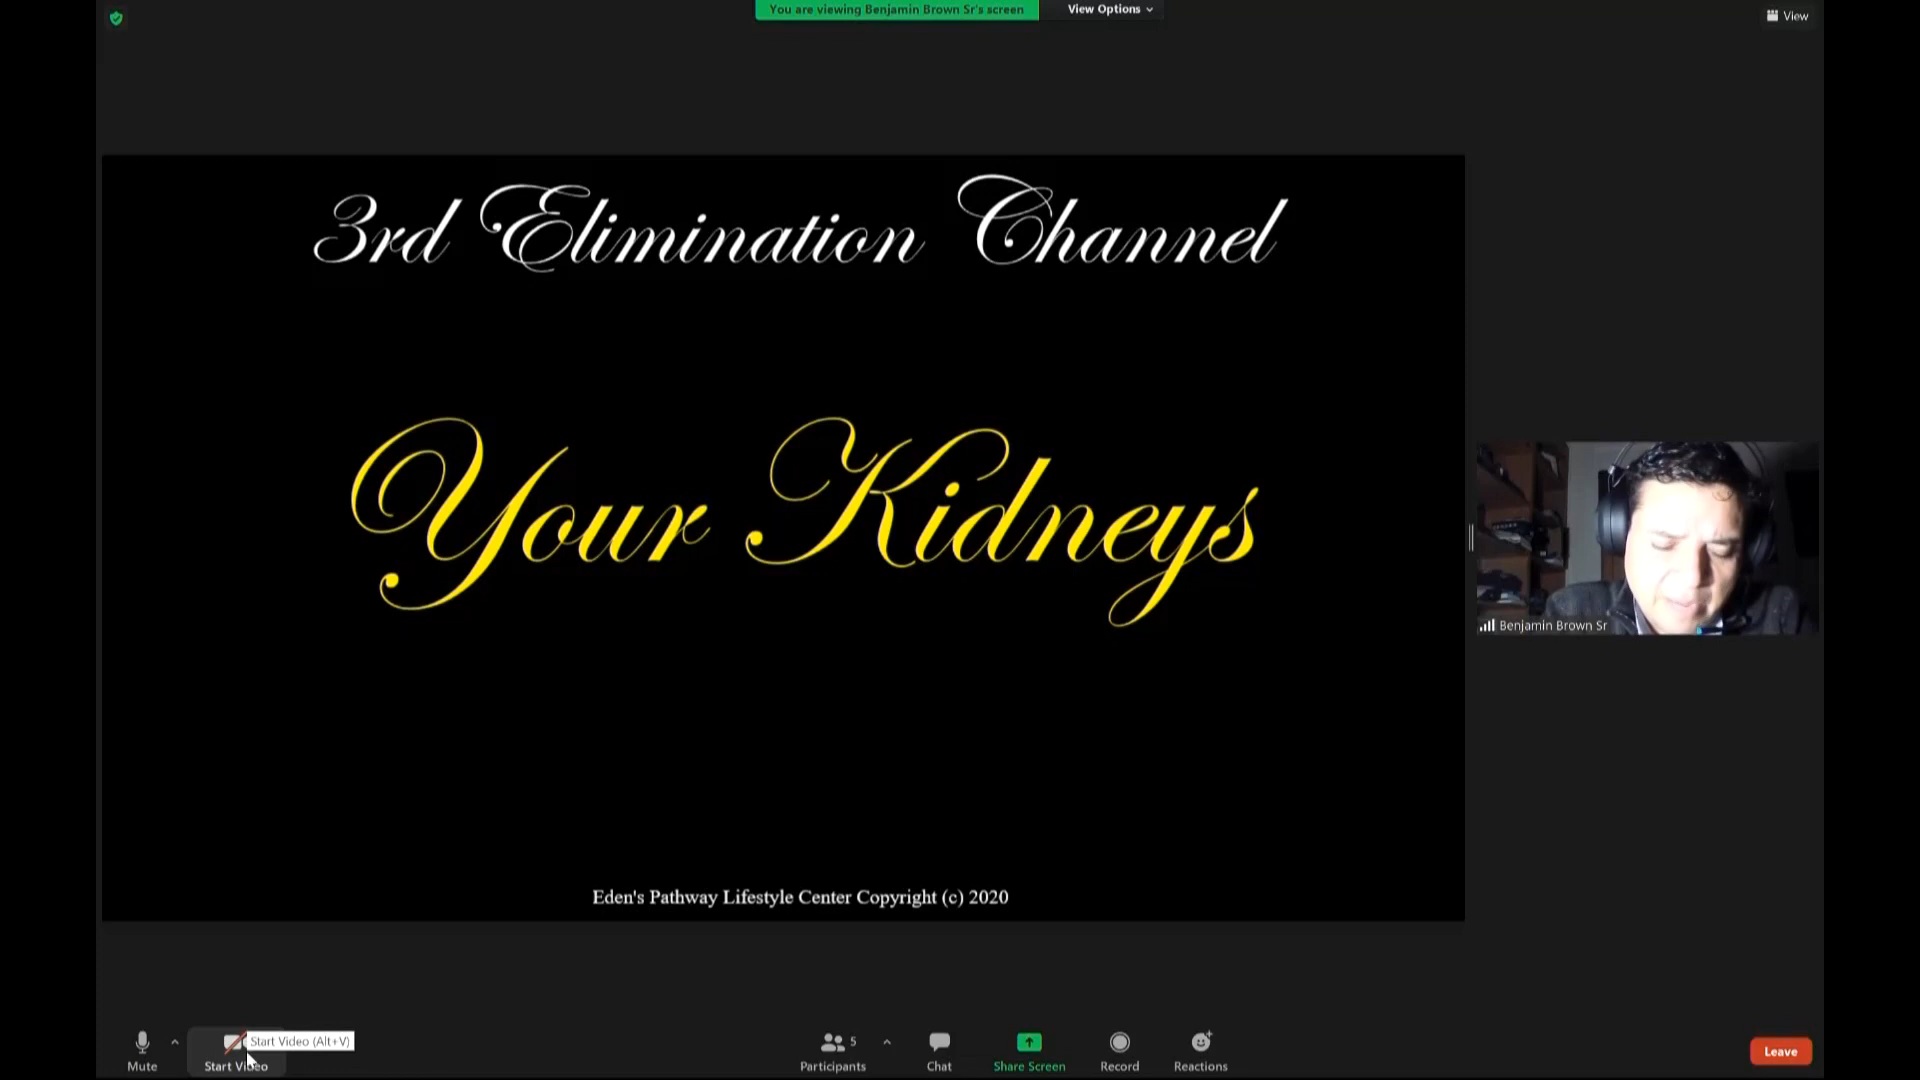 You are viewing Benjamin Brown Sr's screen
View Options
View
3rd Elimination Channel
Your Kidneys
Benjamin Brown Sr
Eden's Pathway Lifestyle Center Copyright (c) 2020
Start Video (Alt+V)
5
Mute
Start Video
Participants
Chat
Share Screen
Record
Reactions
Leave